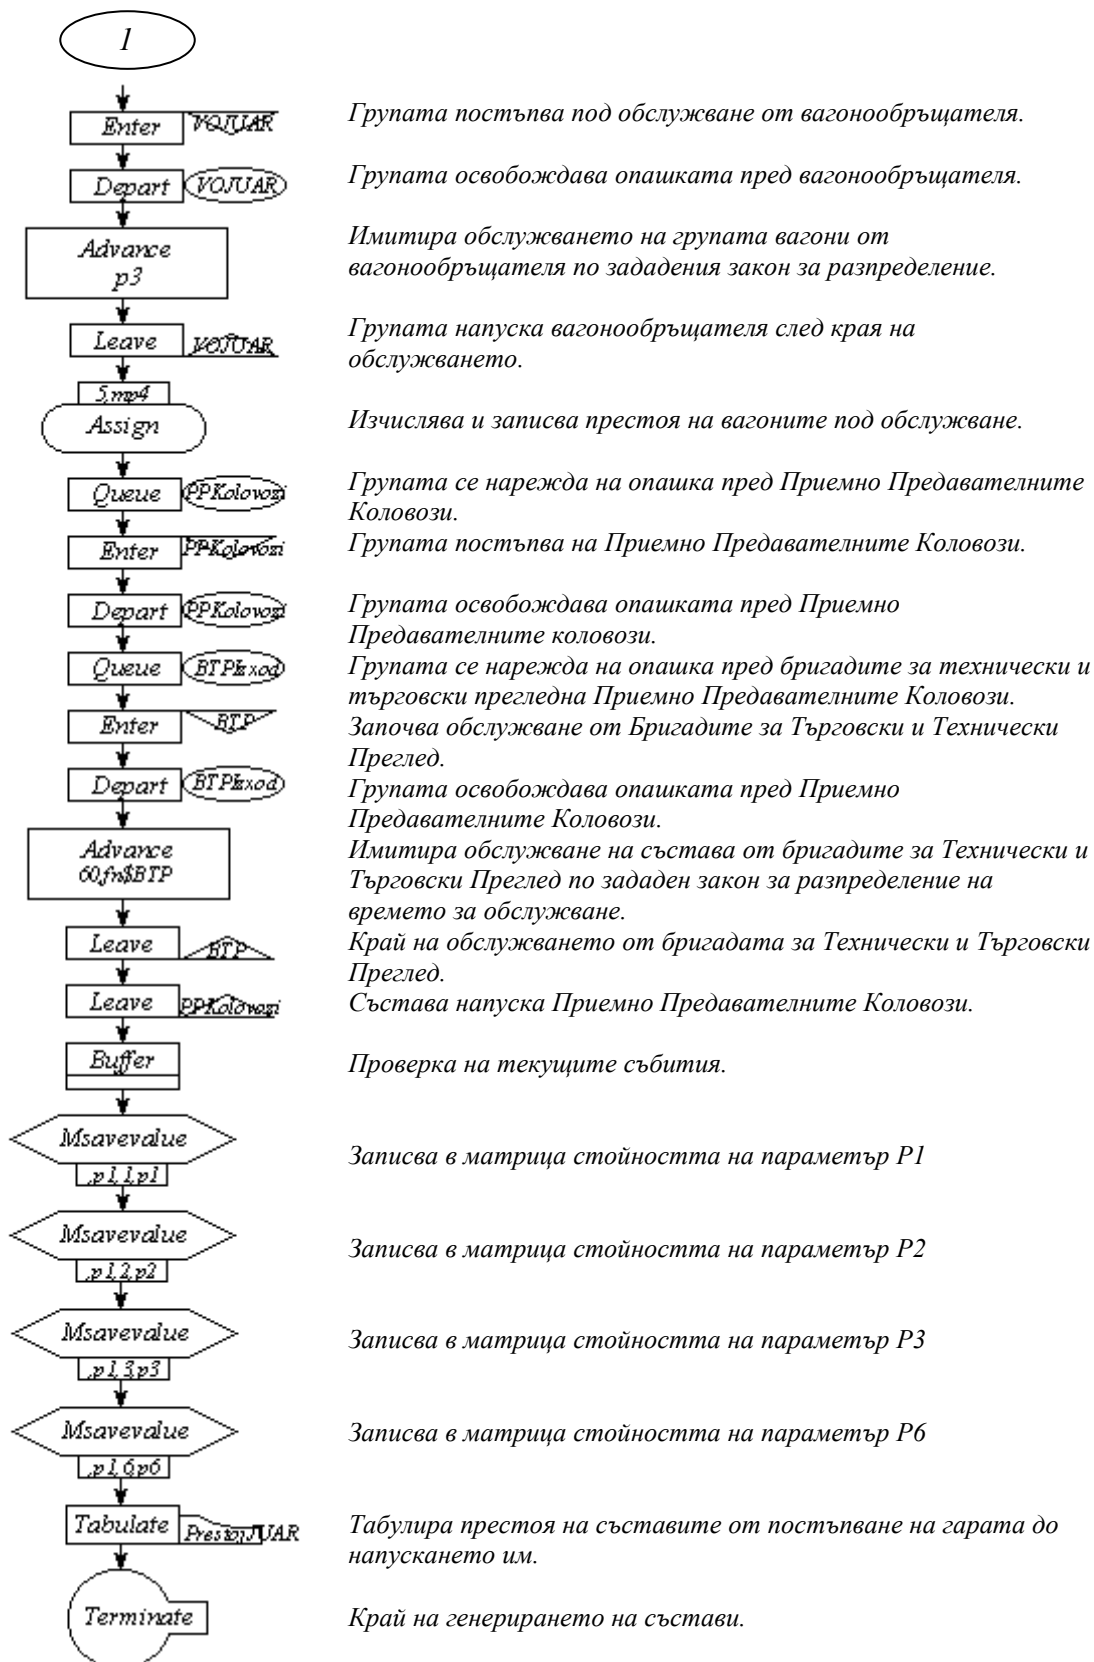 1
Enter VOJUAR Групата постъпва под обслужване от вагонообръщателя.
Depart VOJUAR Групата освобождава опашката пред вагонообръщателя.
Advance Имитира обслужването на групата вагони от
p3 вагонообръщателя по зададения закон за разпределение.
Leave VOJUAR Групата напуска вагонообръщателя след края на
обслужването.
5,mp4
Assign Изчислява и записва престоя на вагоните под обслужване.
Queue PPKolovozi Групата се нарежда на опашка пред Приемно Предавателните
Коловози.
Enter PPKolovozi Групата постъпва на Приемно Предавателните Коловози.
Depart PPKolovozi Групата освобождава опашката пред Приемно
Предавателните коловози.
Queue BTPIzxod Групата се нарежда на опашка пред бригадите за технически и
търговски прегледна Приемно Предавателните Коловози.
Enter BTP Започва обслужване от Бригадите за Търговски и Технически
Преглед.
Depart BTPIzxod Групата освобождава опашката пред Приемно
Предавателните Коловози.
Advance Имитира обслужване на състава от бригадите за Технически и
60,fn$BTP Търговски Преглед по зададен закон за разпределение на
времето за обслужване.
Leave BTP Край на обслужването от бригадата за Технически и Търговски
Преглед.
Leave PPKolovozi Състава напуска Приемно Предавателните Коловози.
Buffer Проверка на текущите събития.
Msavevalue
,p1,1,p1 Записва в матрица стойността на параметър P1
Msavevalue
,p1,2,p2 Записва в матрица стойността на параметър P2
Msavevalue Записва в матрица стойността на параметър P3
,p1,3,p3
Msavevalue Записва в матрица стойността на параметър P6
,p1,6,p6
Tabulate PrestojJUAR Табулира престоя на съставите от постъпване на гарата до
напускането им.
Terminate Край на генерирането на състави.